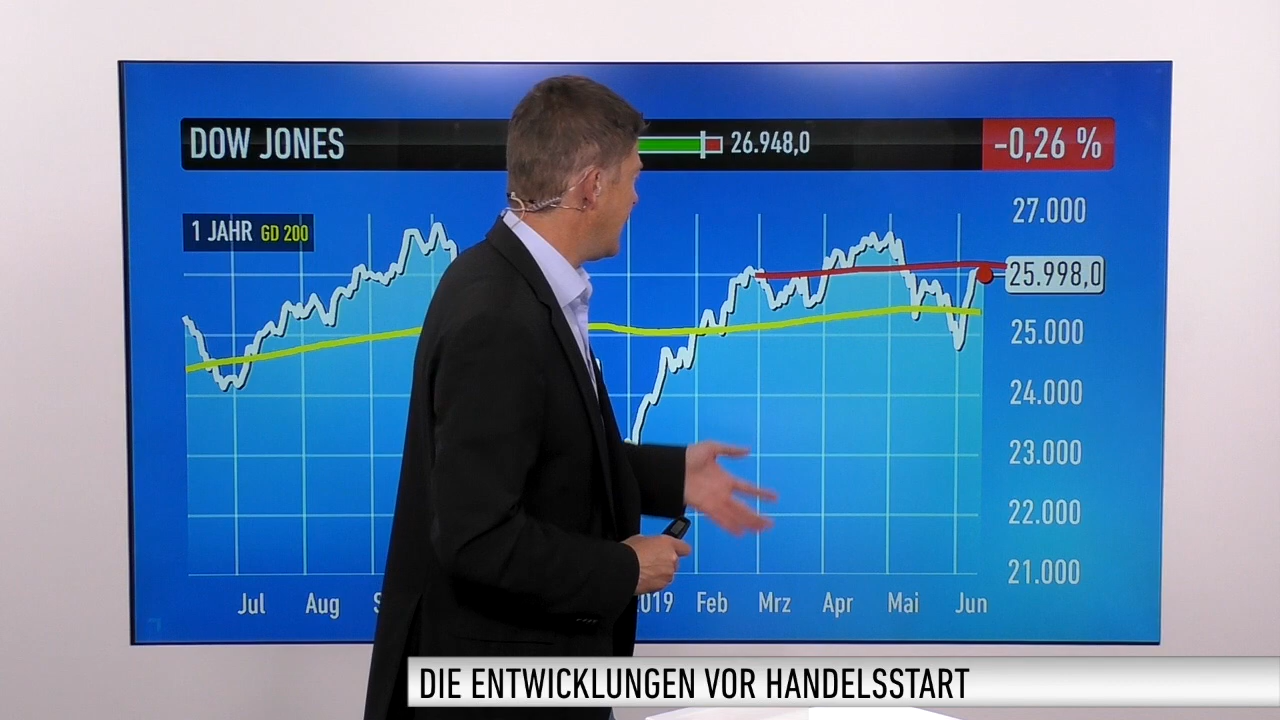 DOW JONES 26.948,0 -0,26 %
1 JAHR GD 200
27.000
25.998,0
25.000
24.000
23.000
22.000
21.000
Jul Aug 2019 Feb Mrz Apr Mai Jun
DIE ENTWICKLUNGEN VOR HANDELSSTART